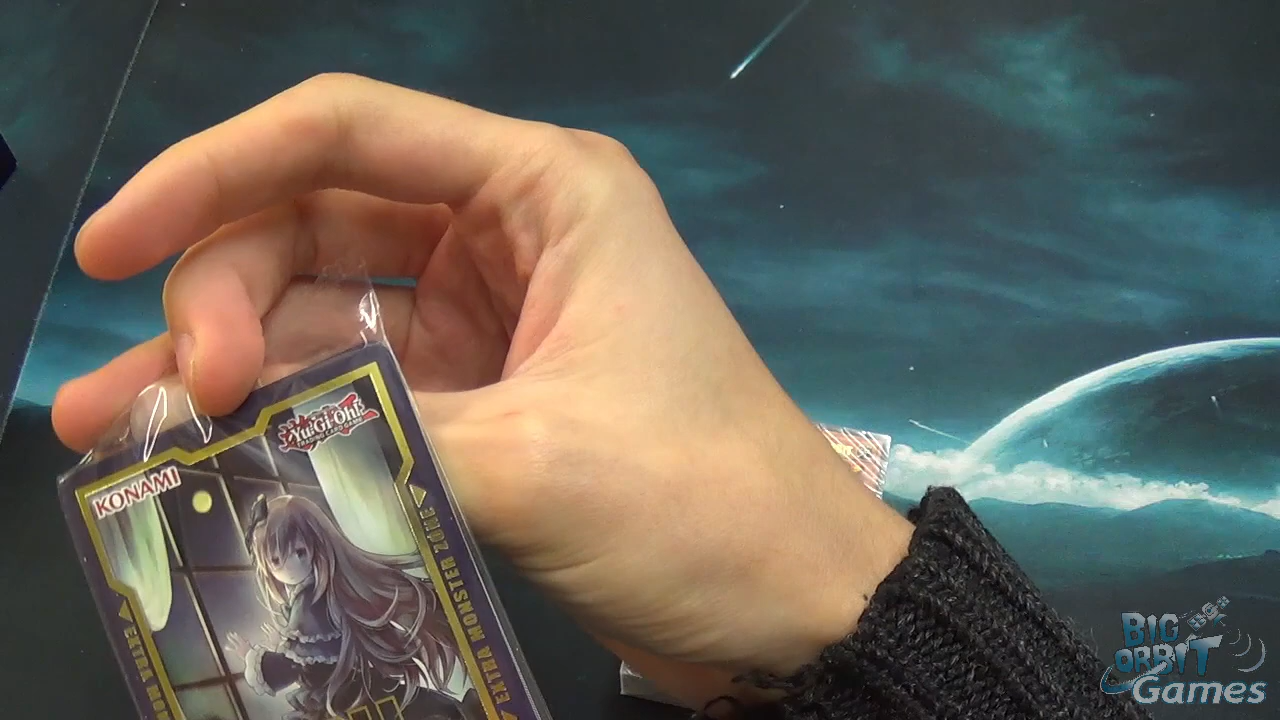 Yu-Gi-Oh!
TRADING CARD GAME
KONAMI
EXTRA MONSTER ZONE
BIG
ORBIT
Games